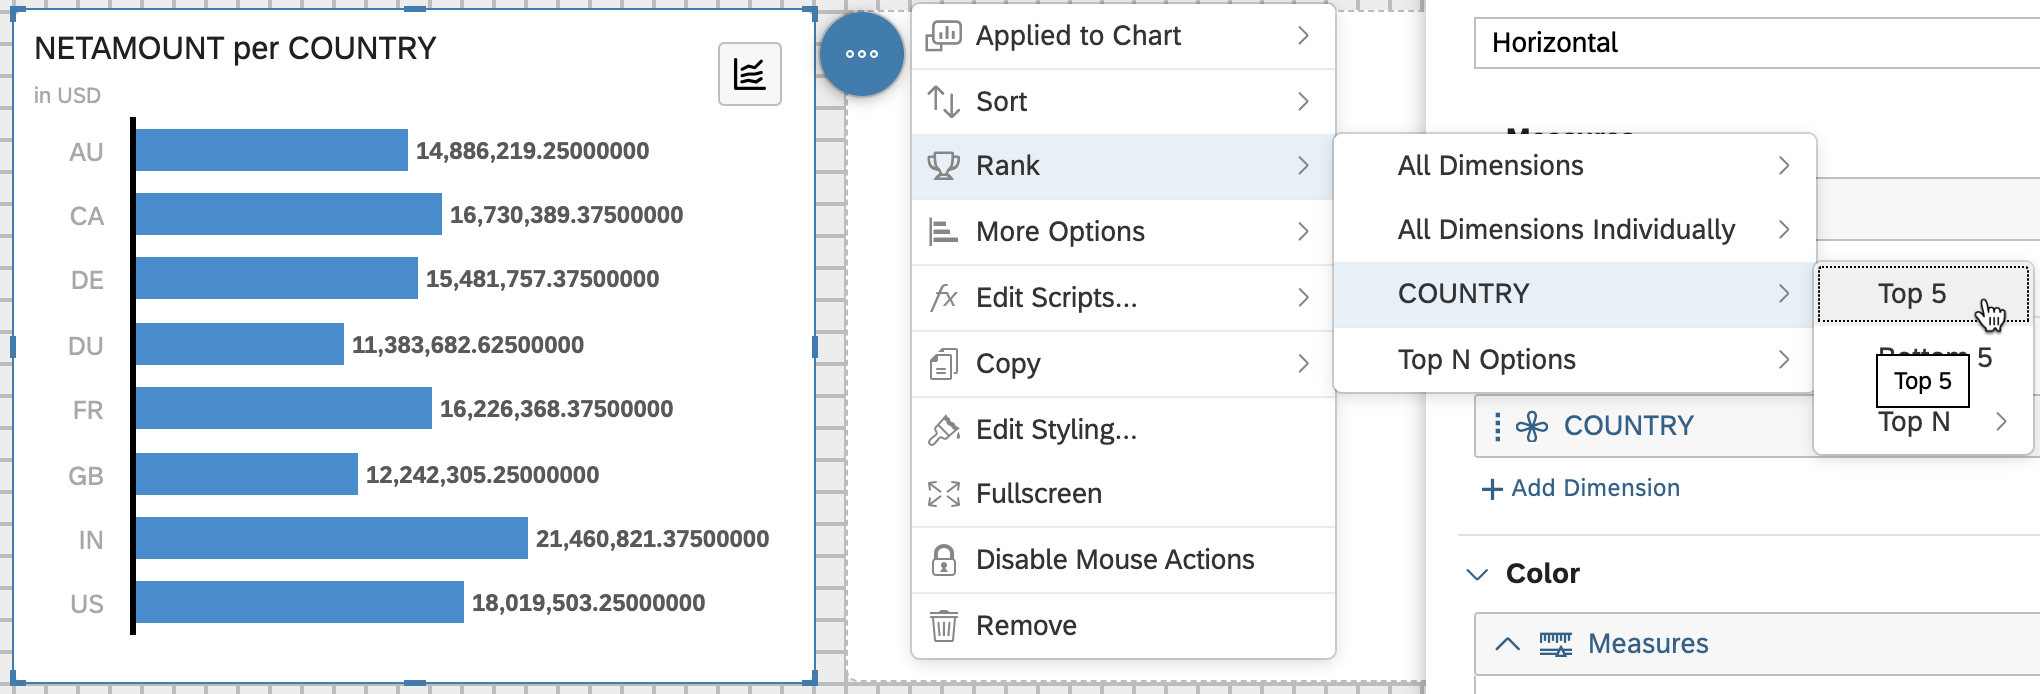 NETAMOUNT per COUNTRY
in USD
AU 14,886,219.25000000
CA 16,730,389.37500000
DE 15,481,757.37500000
DU 11,383,682.62500000
FR 16,226,368.37500000
GB 12,242,305.25000000
IN 21,460,821.37500000
US 18,019,503.25000000
Applied to Chart
Sort
Rank
More Options
Edit Scripts...
Copy
Edit Styling...
Fullscreen
Disable Mouse Actions
Remove
All Dimensions
All Dimensions Individually
COUNTRY
Top N Options
Top 5
Bottom 5
Top 5
Top N
Horizontal
Measures
COUNTRY
+ Add Dimension
Color
Measures